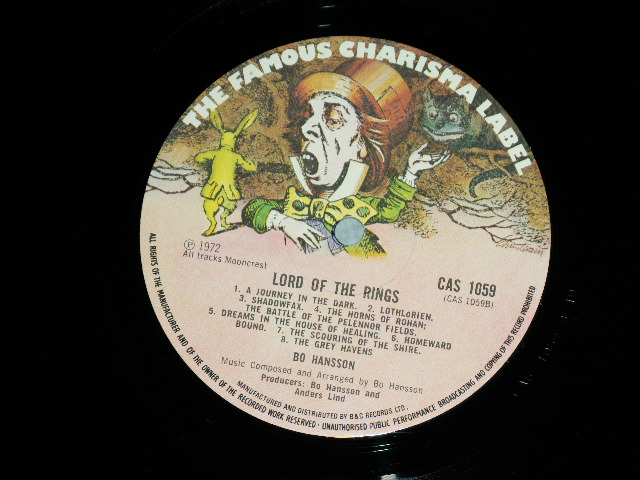 THE FAMOUS CHARISMA LABEL
℗ 1972
All tracks Mooncrest
LORD OF THE RINGS
CAS 1059
(CAS 1059B)
1. A JOURNEY IN THE DARK. 2. LOTHLoRIEN.
3. SHADOWFAX. 4. THE HORNS OF ROHAN;
THE BATTLE OF THE PELENNOR FIELDS.
5. DREAMS IN THE HOUSE OF HEALING. 6. HOMEWARD
BOUND. 7. THE SCOURING OF THE SHIRE.
8. THE GREY HAVENS
BO HANSSON
Music Composed and Arranged by Bo Hansson
Producers: Bo Hansson and
Anders Lind
MANUFACTURED AND DISTRIBUTED BY B&C RECORDS LTD.,
ALL RIGHTS OF THE MANUFACTURER AND OF THE OWNER OF THE RECORDED WORK RESERVED · UNAUTHORISED PUBLIC PERFORMANCE BROADCASTING AND COPYING OF THIS RECORD PROHIBITED